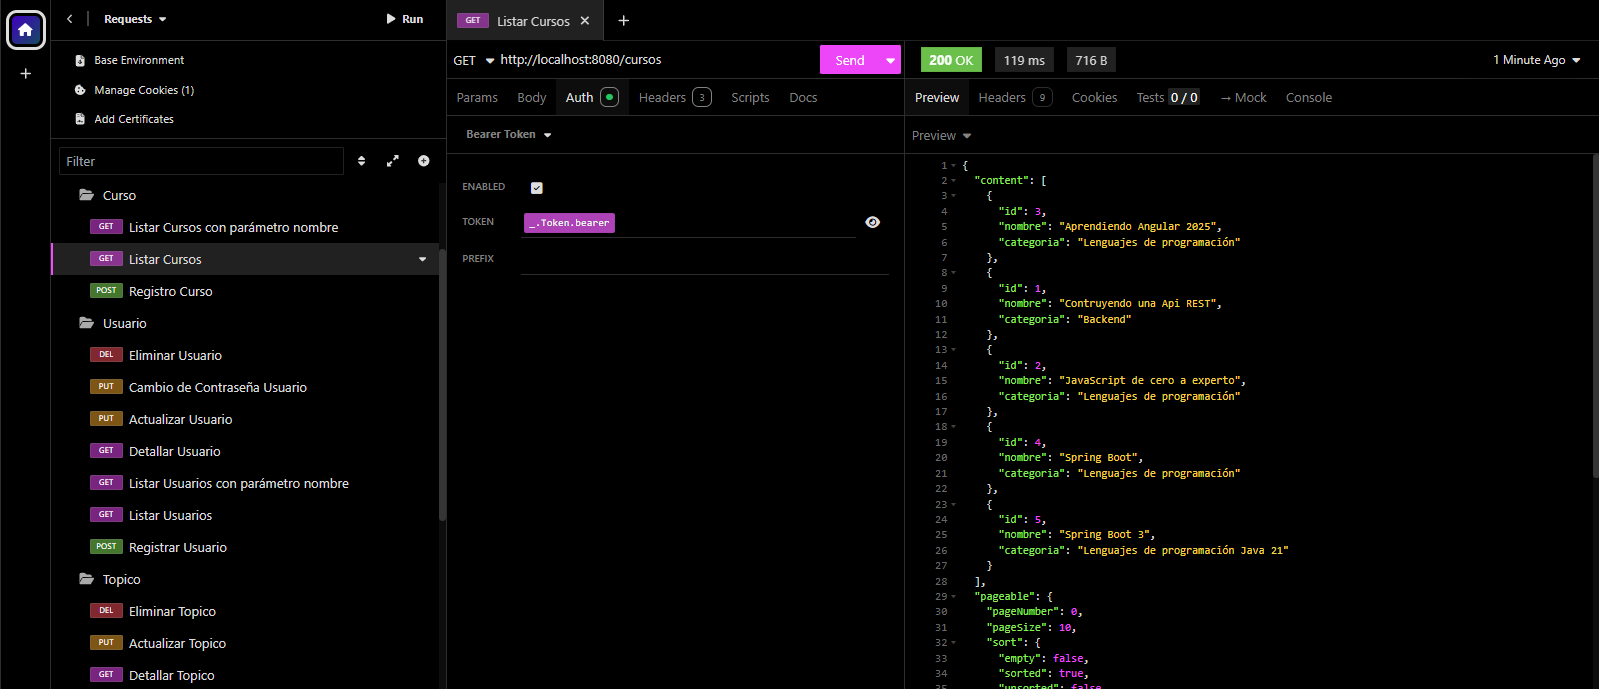 Requests
Run
Base Environment
Manage Cookies (1)
Add Certificates
Filter
Curso
GET Listar Cursos con parámetro nombre
GET Listar Cursos
POST Registro Curso
Usuario
DEL Eliminar Usuario
PUT Cambio de Contraseña Usuario
PUT Actualizar Usuario
GET Detallar Usuario
GET Listar Usuarios con parámetro nombre
GET Listar Usuarios
POST Registrar Usuario
Topico
DEL Eliminar Topico
PUT Actualizar Topico
GET Detallar Topico
GET Listar Cursos
GET http://localhost:8080/cursos Send
Params Body Auth Headers 3 Scripts Docs
Bearer Token
ENABLED
TOKEN _.Token.bearer
PREFIX
200 OK 119 ms 716 B 1 Minute Ago
Preview Headers 9 Cookies Tests 0 / 0 → Mock Console
Preview
1 {
2 "content": [
3 {
4 "id": 3,
5 "nombre": "Aprendiendo Angular 2025",
6 "categoria": "Lenguajes de programación"
7 },
8 {
9 "id": 1,
10 "nombre": "Contruyendo una Api REST",
11 "categoria": "Backend"
12 },
13 {
14 "id": 2,
15 "nombre": "JavaScript de cero a experto",
16 "categoria": "Lenguajes de programación"
17 },
18 {
19 "id": 4,
20 "nombre": "Spring Boot",
21 "categoria": "Lenguajes de programación"
22 },
23 {
24 "id": 5,
25 "nombre": "Spring Boot 3",
26 "categoria": "Lenguajes de programación Java 21"
27 }
28 ],
29 "pageable": {
30 "pageNumber": 0,
31 "pageSize": 10,
32 "sort": {
33 "empty": false,
34 "sorted": true,
35 "unsorted": false